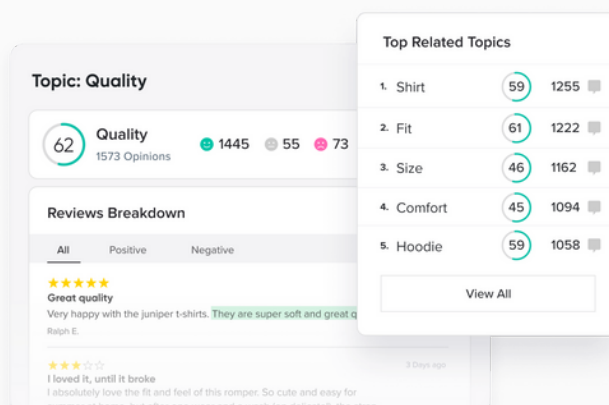 Topic: Quality
62
Quality
1573 Opinions
1445
55
73
Reviews Breakdown
All
Positive
Negative
Great quality
Very happy with the juniper t-shirts. They are super soft and great q
Ralph E.
3 Days ago
I loved it, until it broke
I absolutely love the fit and feel of this romper. So cute and easy for
Top Related Topics
1. Shirt 59 1255
2. Fit 61 1222
3. Size 46 1162
4. Comfort 45 1094
5. Hoodie 59 1058
View All